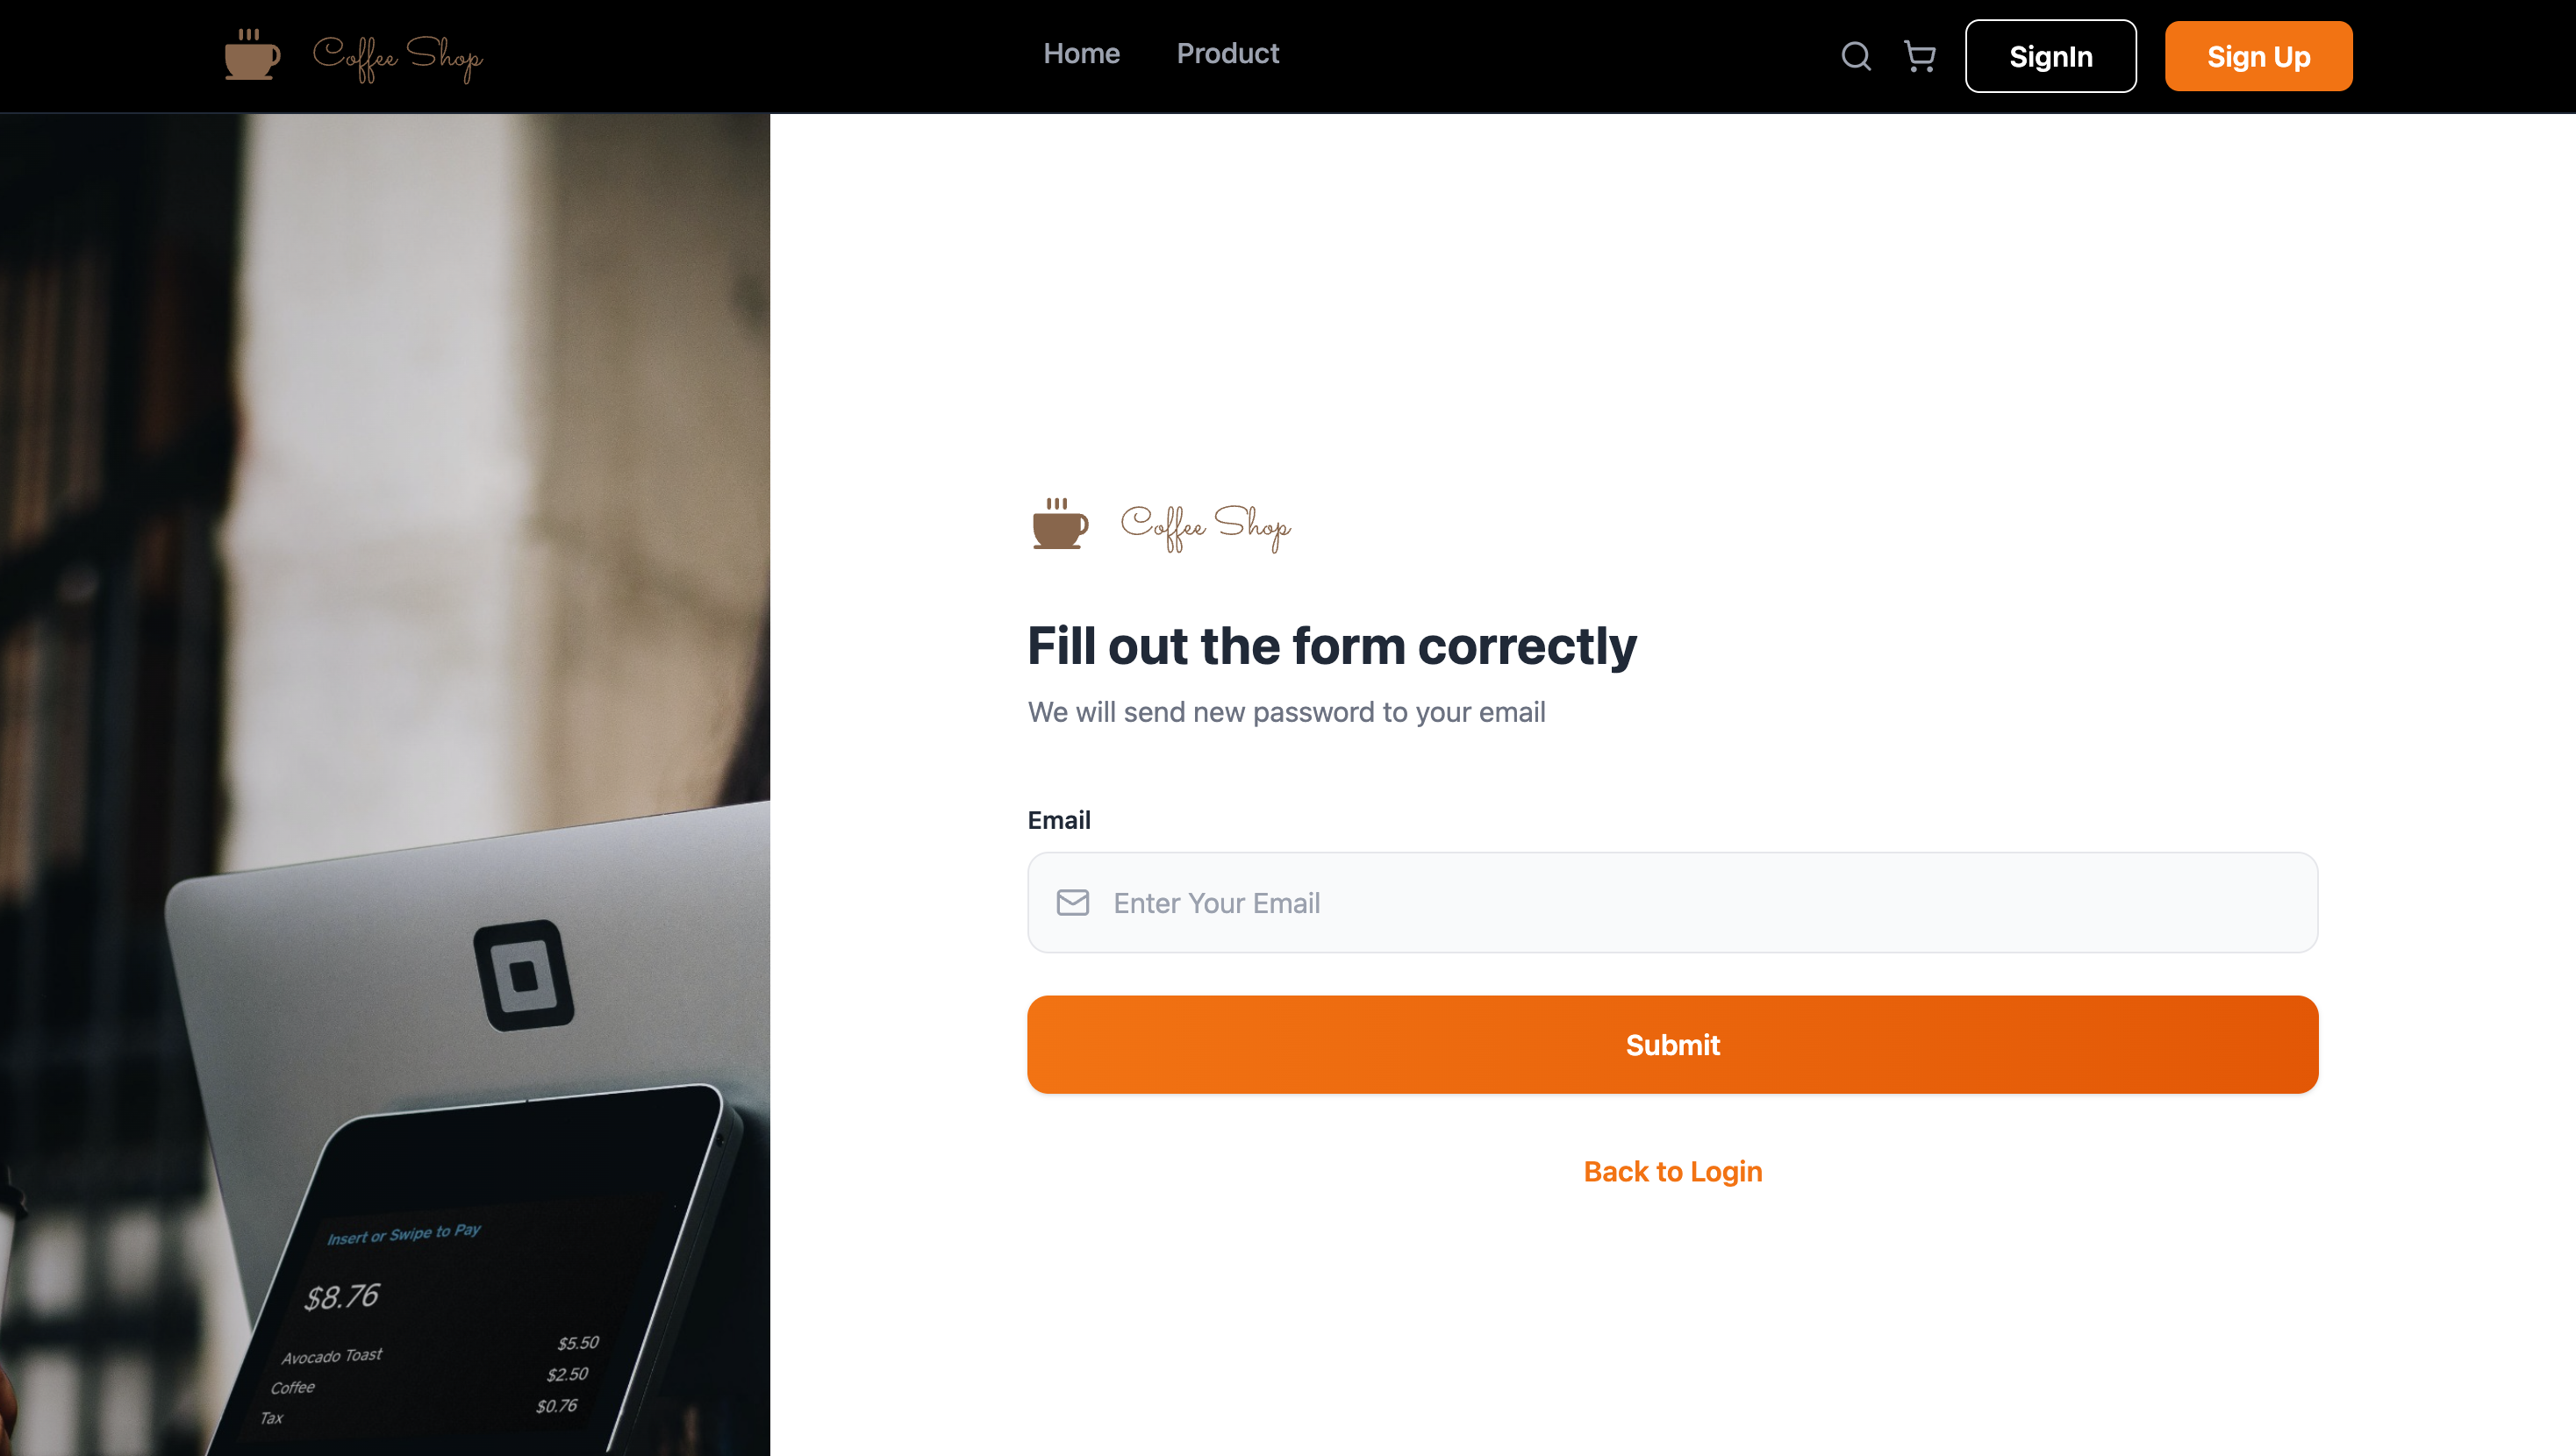 Coffee Shop
Home
Product
SignIn
Sign Up
Coffee Shop
Fill out the form correctly
We will send new password to your email
Email
Enter Your Email
Submit
Back to Login
Insert or Swipe to Pay
$8.76
Avocado Toast $5.50
Coffee $2.50
Tax $0.76